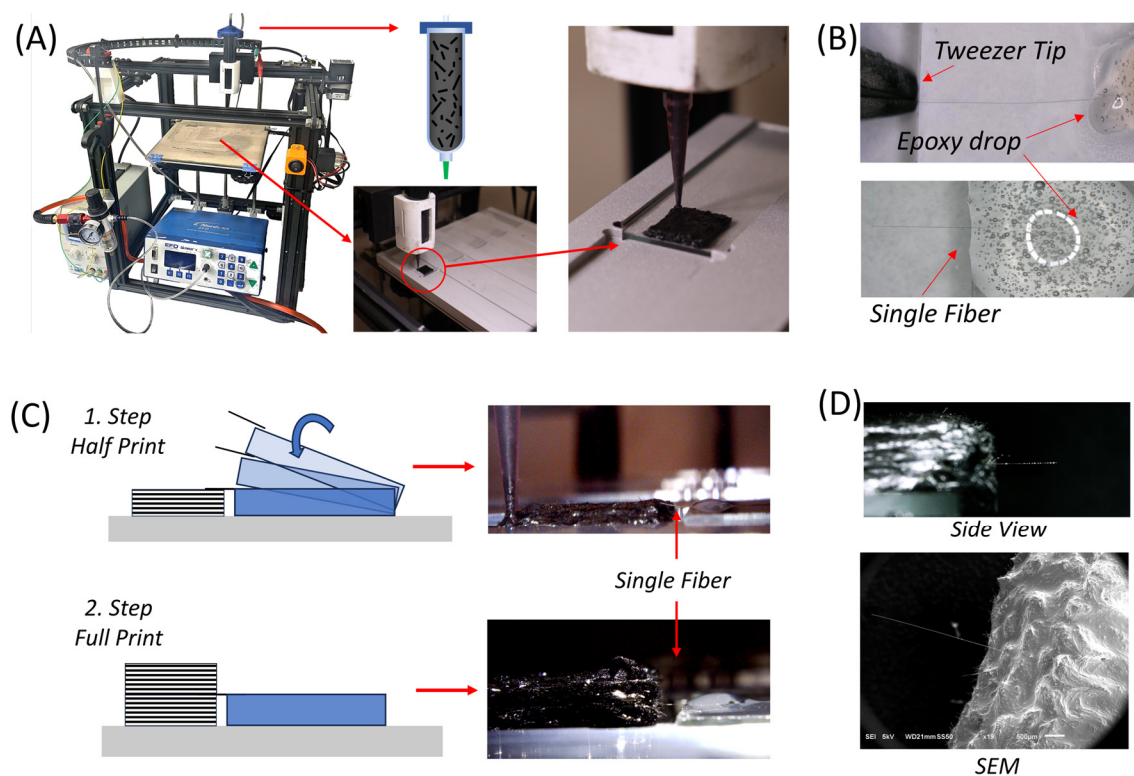 (A)
EFD
(B)
Tweezer Tip
Epoxy drop
Single Fiber
(C)
1. Step
Half Print
Single Fiber
2. Step
Full Print
(D)
Side View
SEI 5kV WD21mm SS50 x19 500μm
SEM